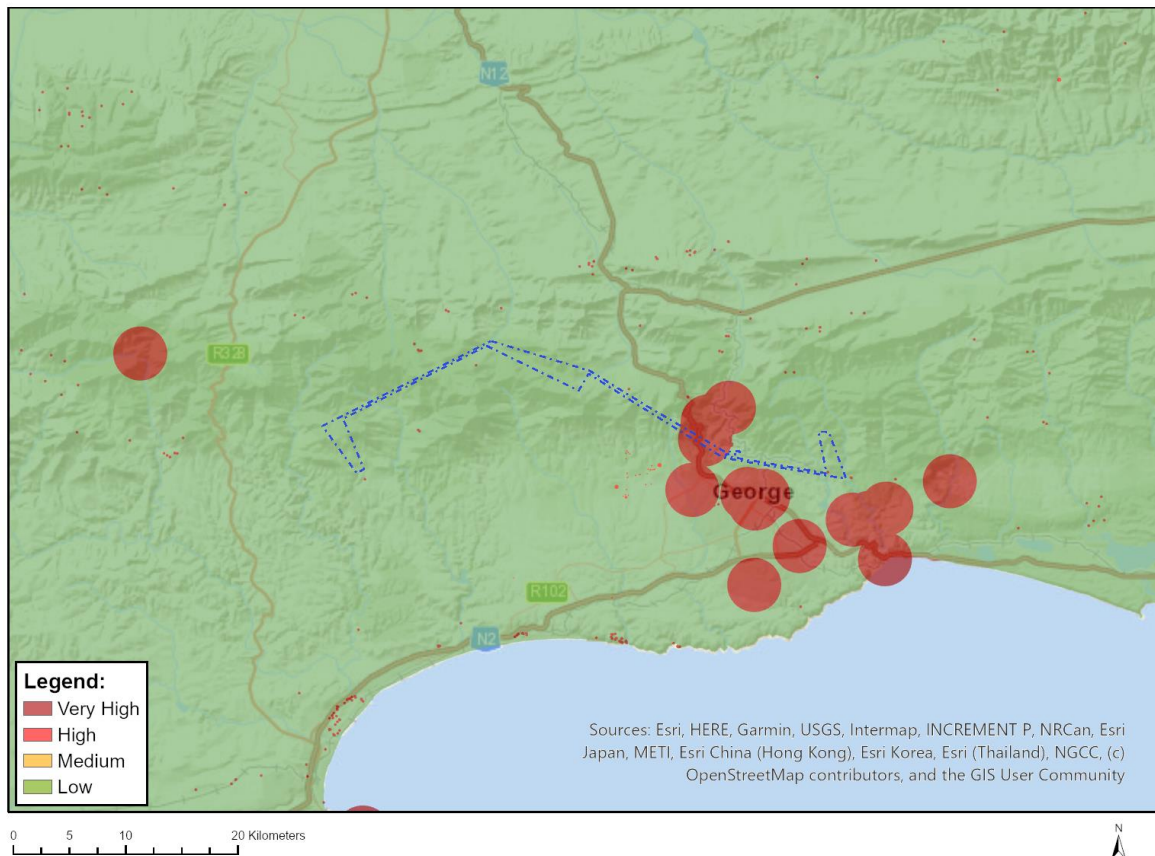 N12
R328
George
R102
N2
Legend:
Very High
High
Medium
Low
Sources: Esri, HERE, Garmin, USGS, Intermap, INCREMENT P, NRCan, Esri
Japan, METI, Esri China (Hong Kong), Esri Korea, Esri (Thailand), NGCC, (c)
OpenStreetMap contributors, and the GIS User Community
0 5 10 20 Kilometers
N